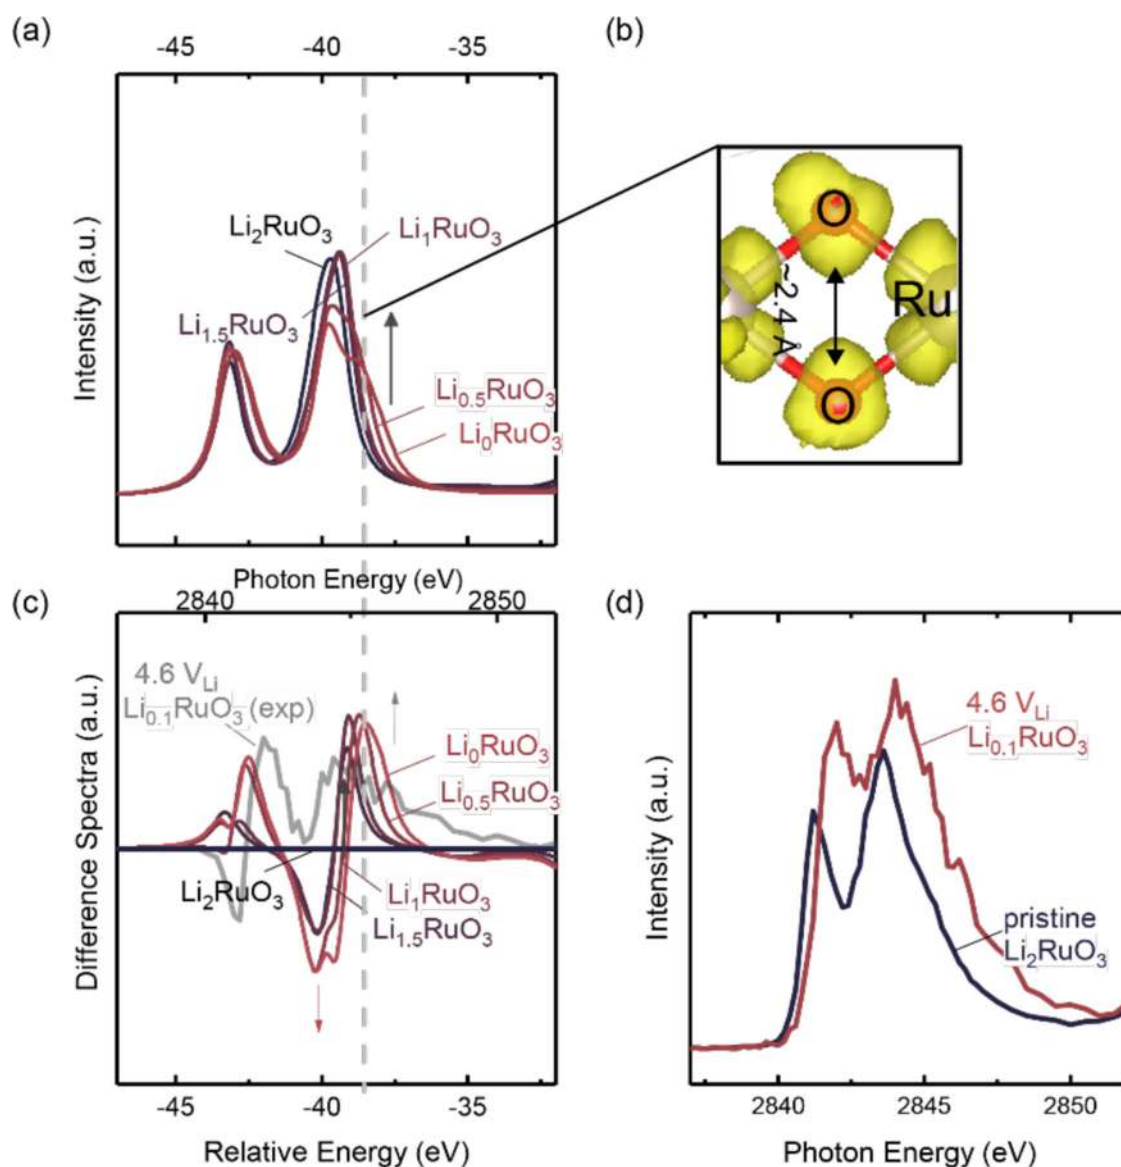 (a)
-45 -40 -35
Intensity (a.u.)
Li₂RuO₃
Li₁RuO₃
Li₁.₅RuO₃
Li₀.₅RuO₃
Li₀RuO₃
(b)
O
~2.4 Å
Ru
O
Photon Energy (eV)
(c)
2840 2850
Difference Spectra (a.u.)
4.6 V_Li
Li₀.₁RuO₃ (exp)
Li₀RuO₃
Li₀.₅RuO₃
Li₂RuO₃
Li₁RuO₃
Li₁.₅RuO₃
-45 -40 -35
Relative Energy (eV)
(d)
Intensity (a.u.)
4.6 V_Li
Li₀.₁RuO₃
pristine
Li₂RuO₃
2840 2845 2850
Photon Energy (eV)